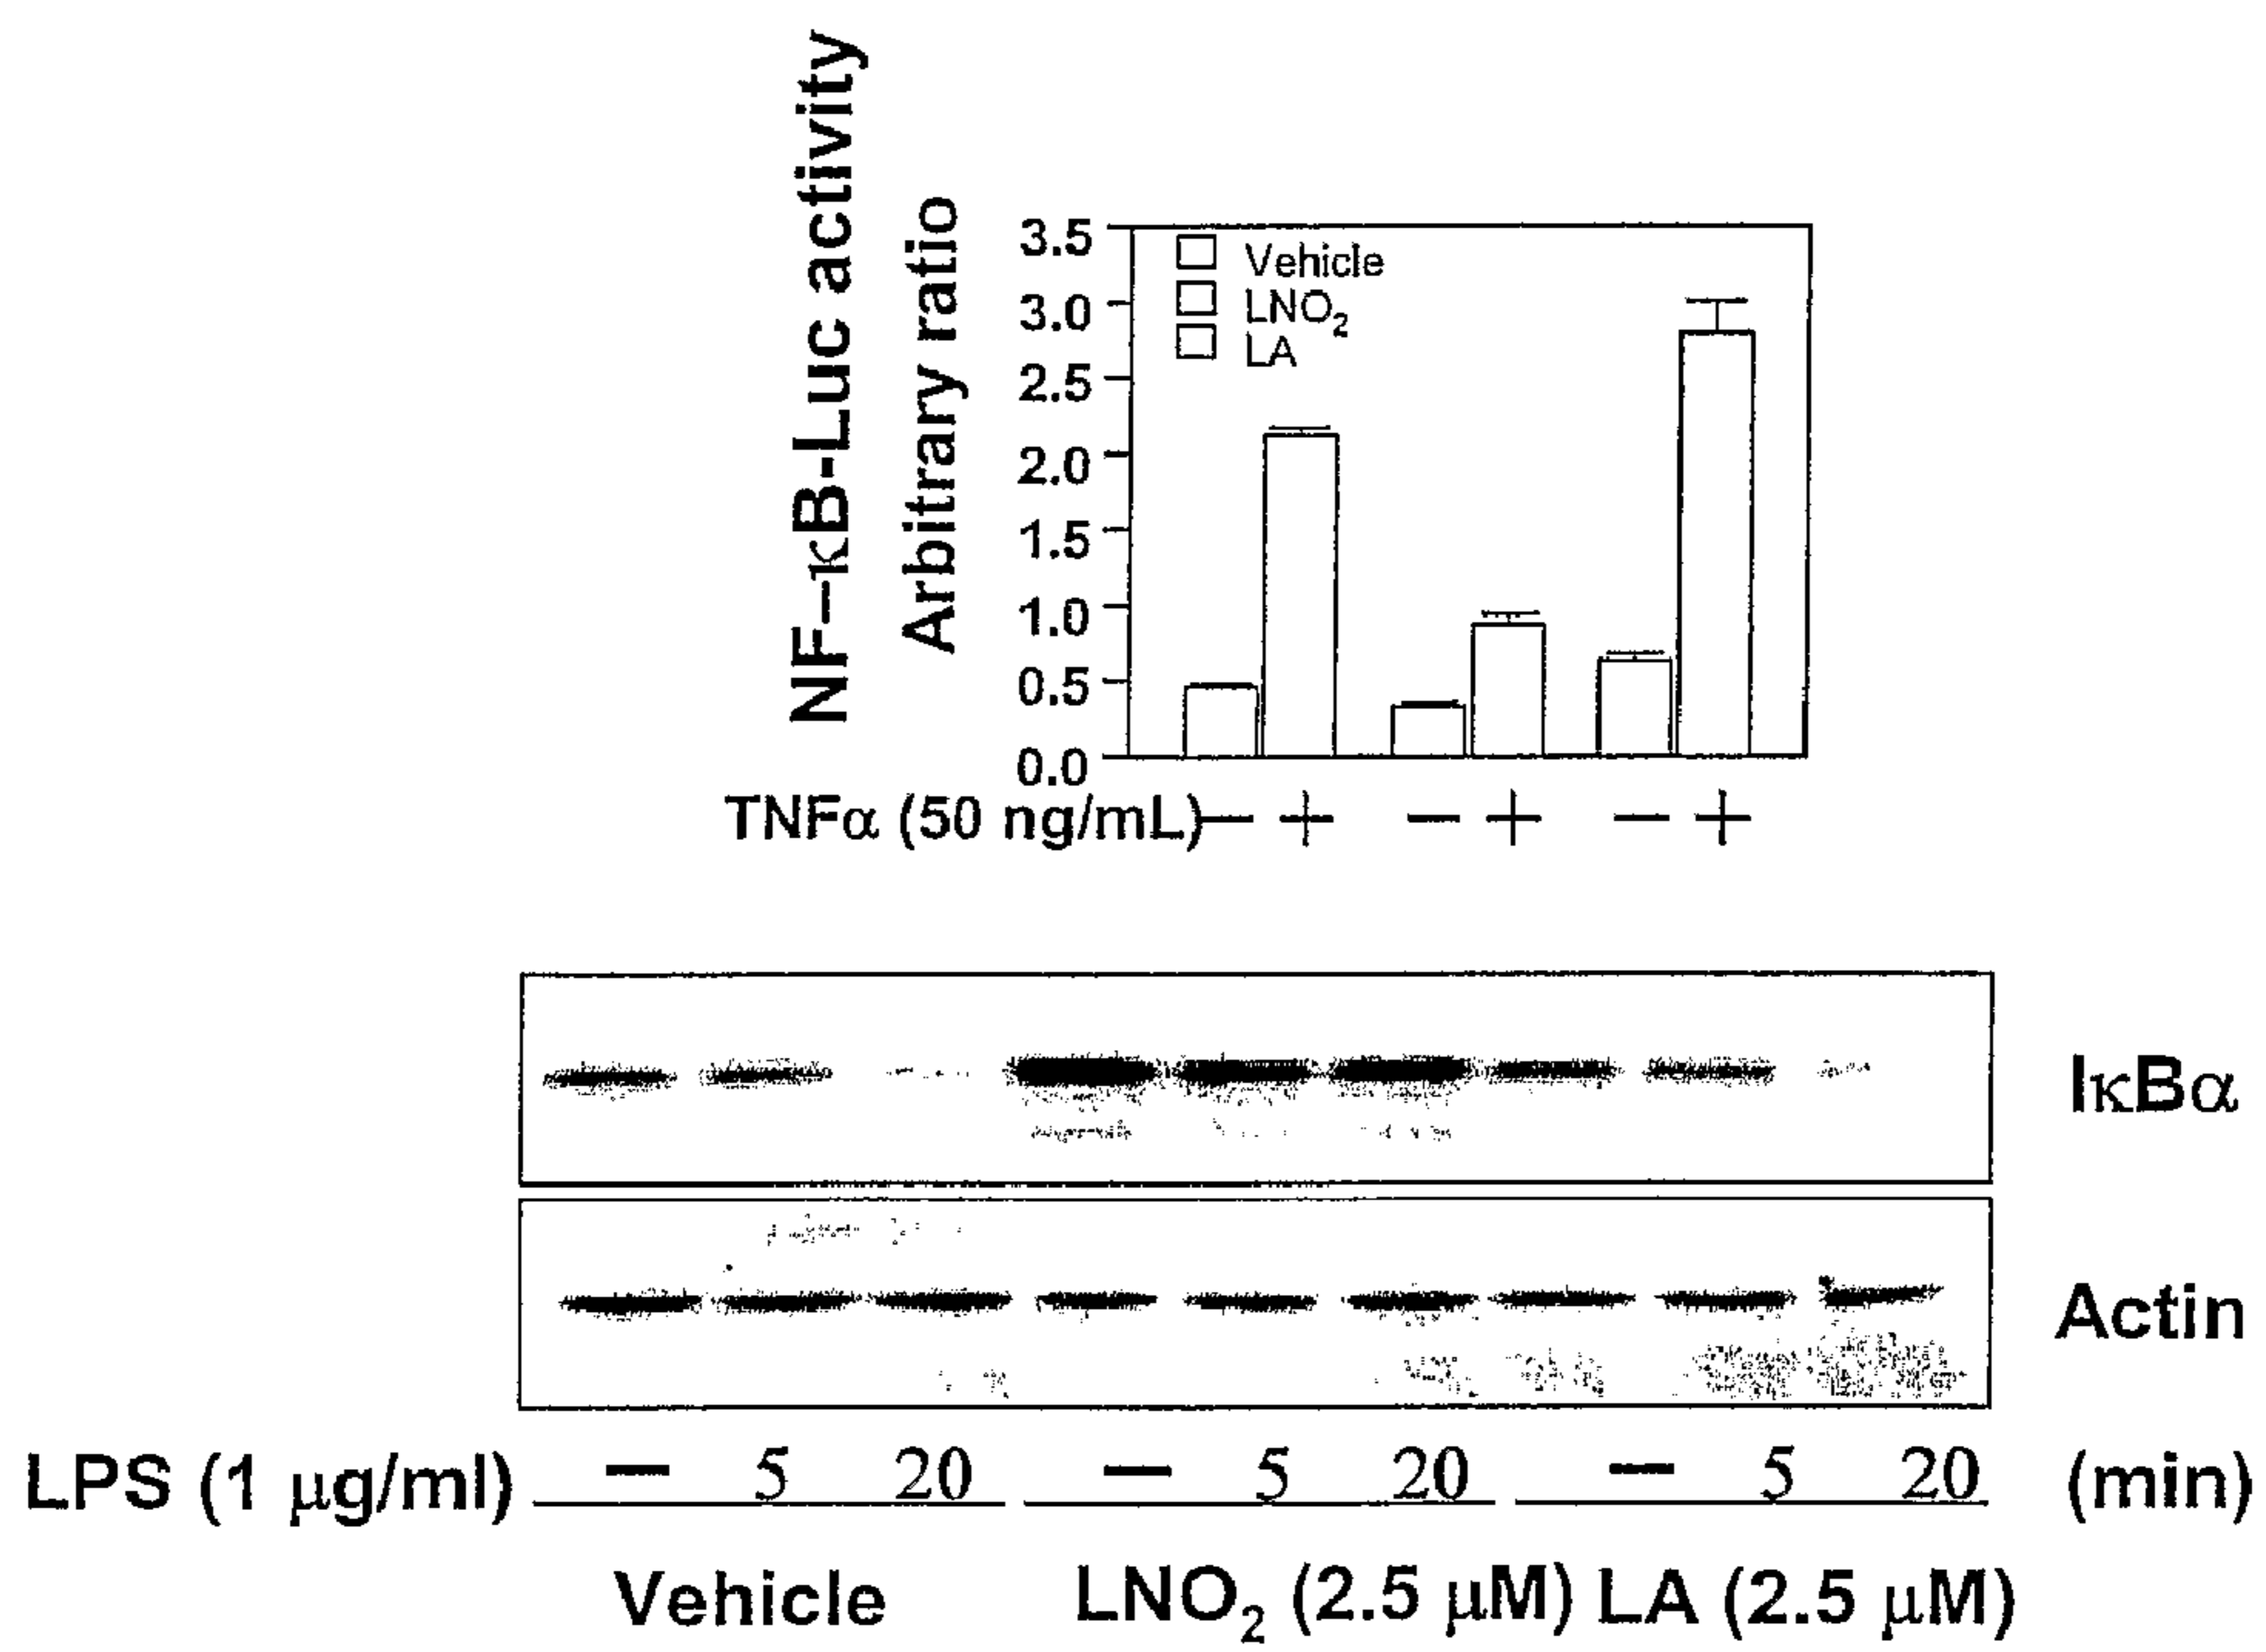 NF-κB-Luc activity
Arbitrary ratio
3.5
3.0
2.5
2.0
1.5
1.0
0.5
0.0
Vehicle
LNO₂
LA
TNFα (50 ng/mL) − + − + − +
IκBα
Actin
LPS (1 μg/ml) − 5 20 − 5 20 − 5 20 (min)
Vehicle LNO₂ (2.5 μM) LA (2.5 μM)